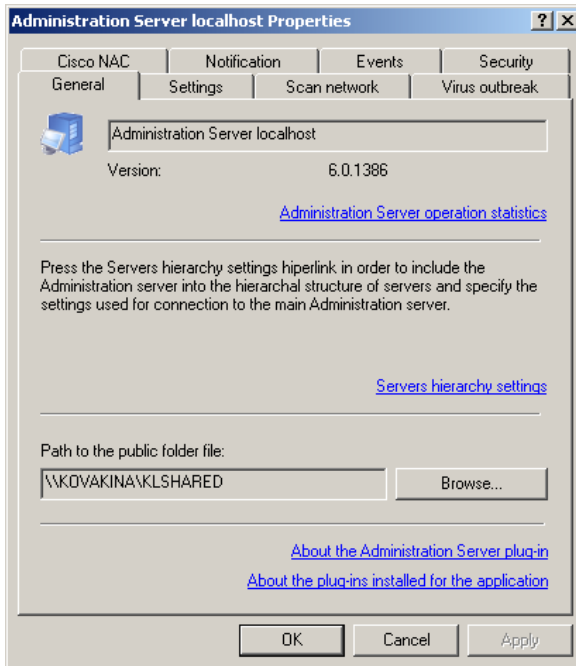 Administration Server localhost Properties
Cisco NAC Notification Events Security
General Settings Scan network Virus outbreak
Administration Server localhost
Version: 6.0.1386
Administration Server operation statistics
Press the Servers hierarchy settings hiperlink in order to include the
Administration server into the hierarchal structure of servers and specify the
settings used for connection to the main Administration server.
Servers hierarchy settings
Path to the public folder file:
\\KOVAKINA\KLSHARED Browse...
About the Administration Server plug-in
About the plug-ins installed for the application
OK Cancel Apply